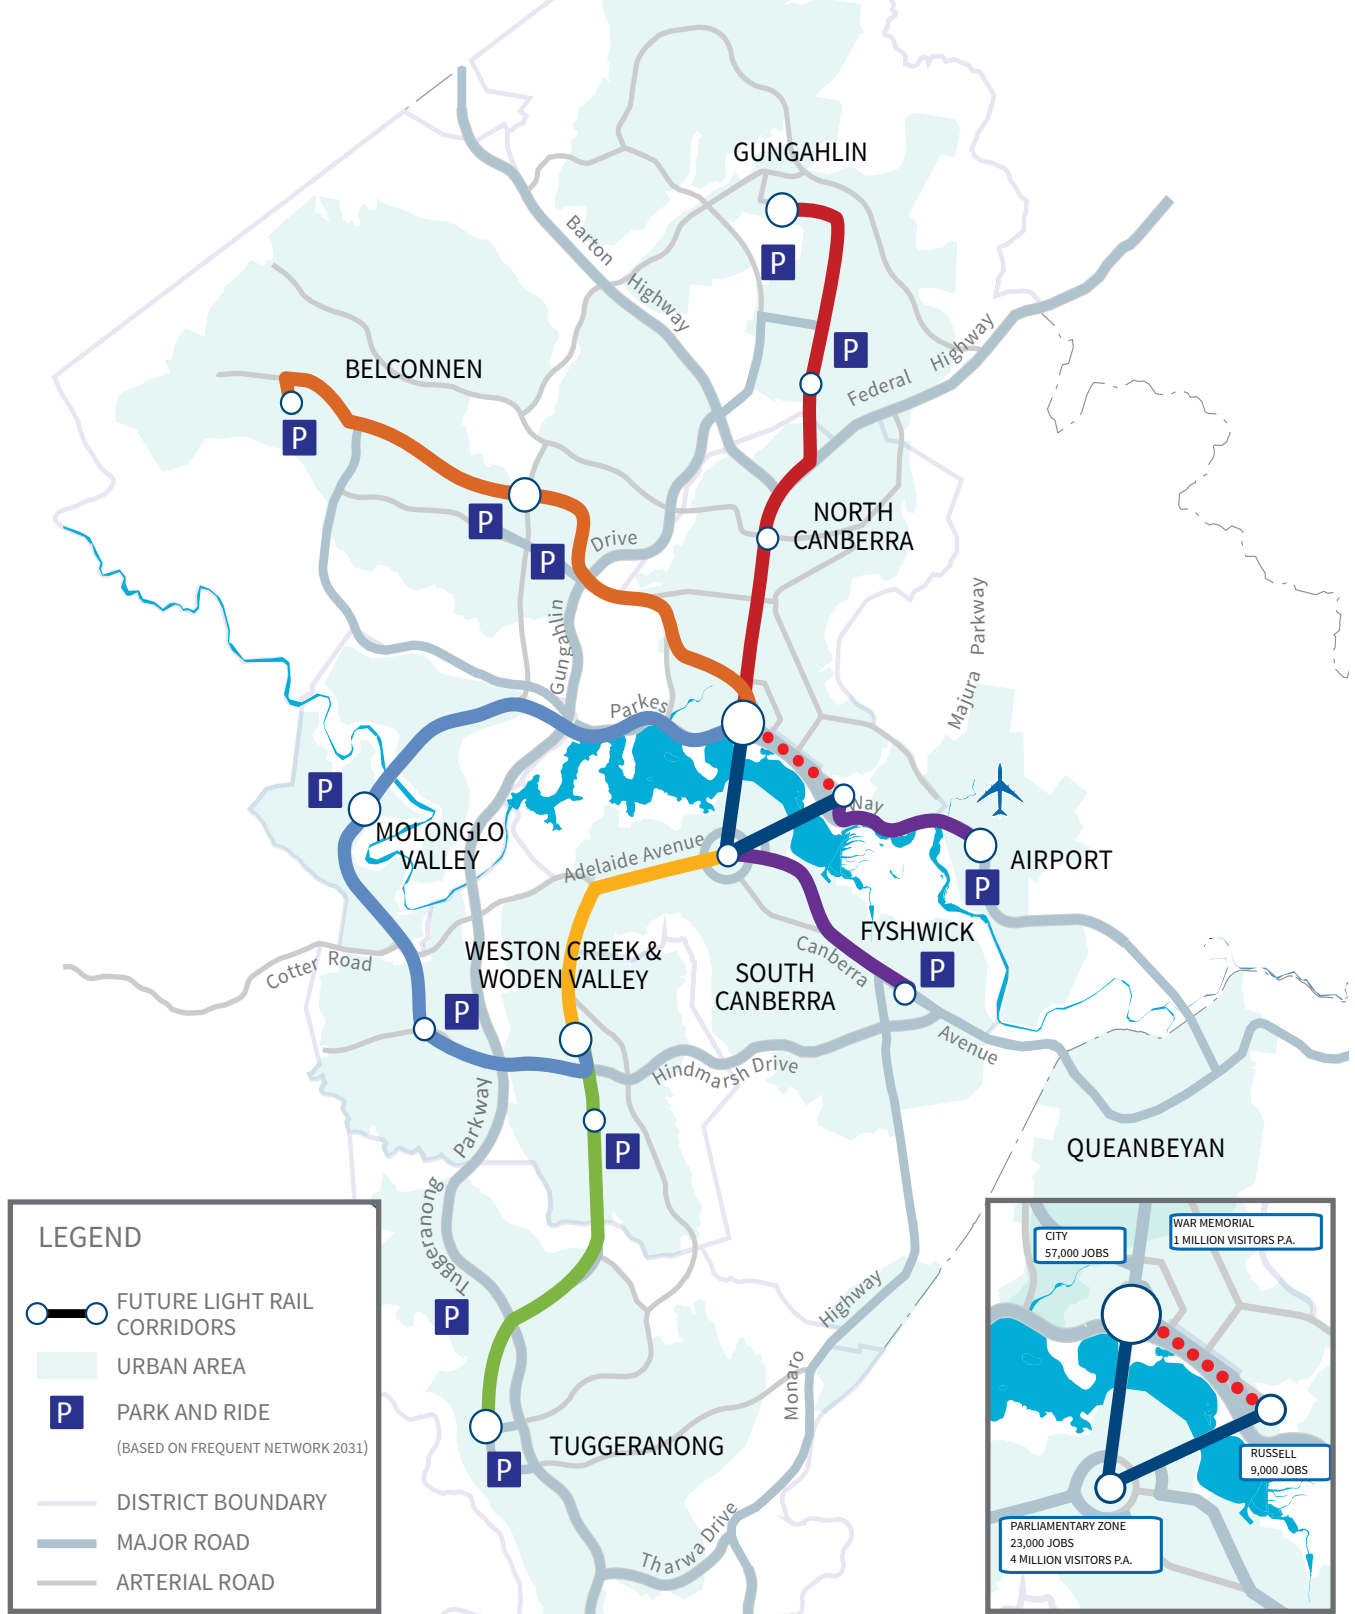 GUNGAHLIN
Barton
Highway
P
P
Federal
Highway
BELCONNEN
P
NORTH
CANBERRA
P
P
Drive
Gungahlin
Majura Parkway
Parkes
Way
P
MOLONGLO
VALLEY
Adelaide Avenue
AIRPORT
P
FYSHWICK
Canberra
P
WESTON CREEK &
WODEN VALLEY
SOUTH
CANBERRA
Cotter Road
P
Avenue
Hindmarsh Drive
Parkway
P
QUEANBEYAN
Tuggeranong
P
Highway
Monaro
TUGGERANONG
P
Tharwa Drive
LEGEND
FUTURE LIGHT RAIL
CORRIDORS
URBAN AREA
P
PARK AND RIDE
(BASED ON FREQUENT NETWORK 2031)
DISTRICT BOUNDARY
MAJOR ROAD
ARTERIAL ROAD
CITY
57,000 JOBS
WAR MEMORIAL
1 MILLION VISITORS P.A.
RUSSELL
9,000 JOBS
PARLIAMENTARY ZONE
23,000 JOBS
4 MILLION VISITORS P.A.